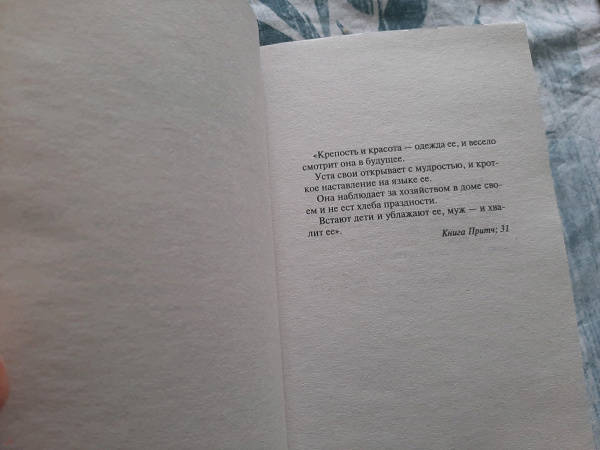 «Крепость и красота — одежда ее, и весело
смотрит она в будущее.
Уста свои открывает с мудростью, и крот-
кое наставление на языке ее.
Она наблюдает за хозяйством в доме сво-
ем и не ест хлеба праздности.
Встают дети и ублажают ее, муж — и хва-
лит ее».
Книга Притч; 31